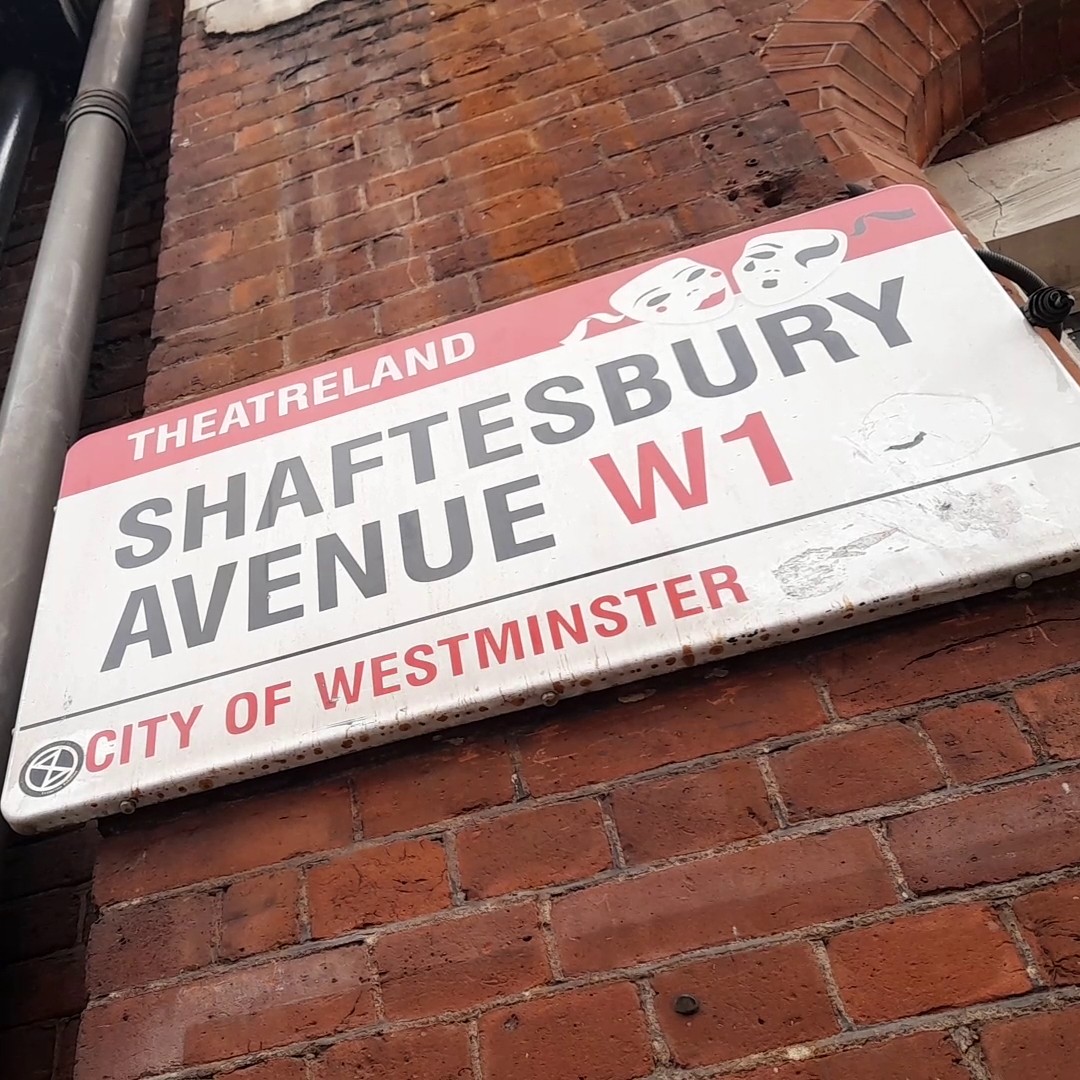 THEATRELAND
SHAFTESBURY
AVENUE W1
CITY OF WESTMINSTER